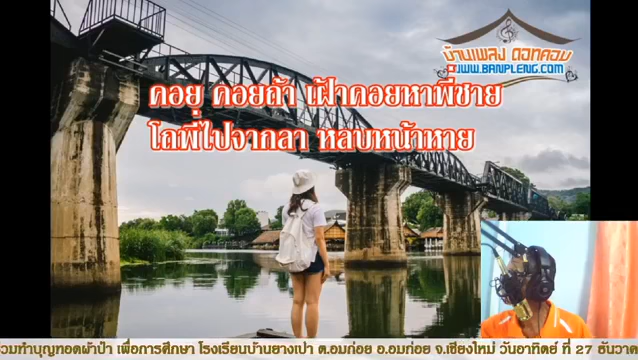 บ้านเพลง ดอทคอม
WWW.BANPLENG.COM
คอย คอยถ้า เฝ้าคอยหาพี่ชาย
โถพี่ไปจากลา หลบหน้าหาย
ร่วมทำบุญทอดผ้าป่า เพื่อการศึกษา โรงเรียนบ้านยางเปา ต.อมก๋อย อ.อมก๋อย จ.เชียงใหม่ วันอาทิตย์ ที่ 27 ธันวาค